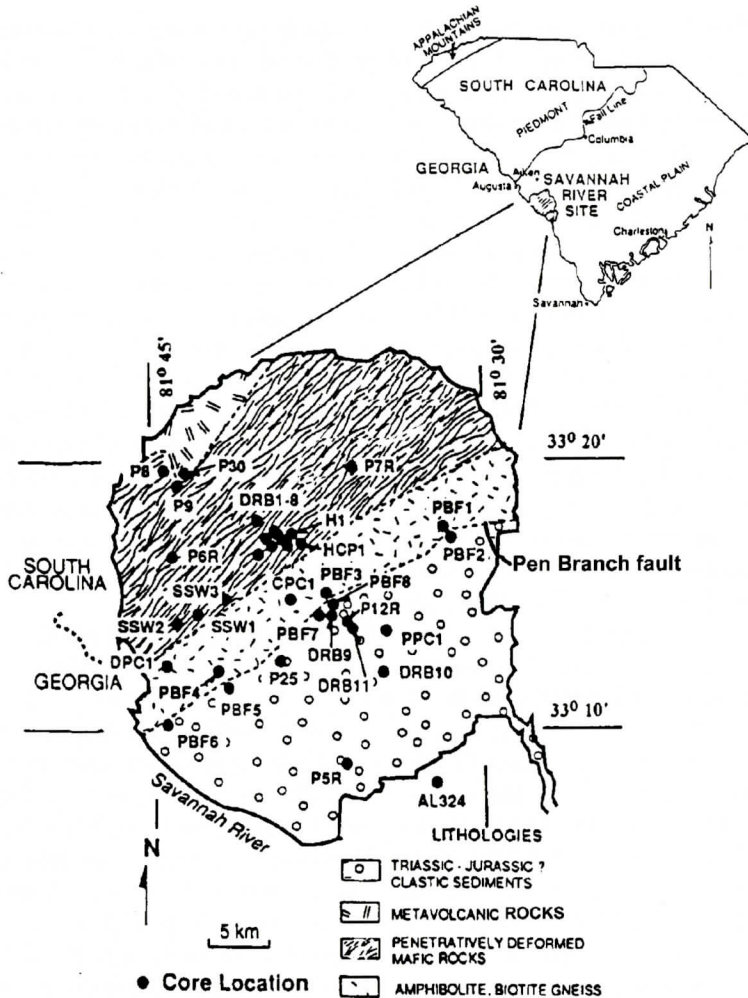 APPALACHIAN
MOUNTAINS
SOUTH CAROLINA
PIEDMONT
Fall Line
Columbia
GEORGIA
Aiken
Augusta
SAVANNAH
RIVER
SITE
COASTAL PLAIN
Charleston
N
Savannah
81° 45'
81° 30'
33° 20'
P8
P30
P7R
P9
DRB1-8
H1
PBF1
HCP1
PBF2
P6R
Pen Branch fault
SOUTH
CAROLINA
PBF3
PBF8
CPC1
SSW3
P12R
SSW2
SSW1
PBF7
PPC1
DRB9
DPC1
GEORGIA
P25
DRB11
DRB10
PBF4
PBF5
33° 10'
PBF6
P5R
AL324
Savannah River
N
5 km
Core Location
LITHOLOGIES
TRIASSIC - JURASSIC ?
CLASTIC SEDIMENTS
METAVOLCANIC ROCKS
PENETRATIVELY DEFORMED
MAFIC ROCKS
AMPHIBOLITE, BIOTITE GNEISS